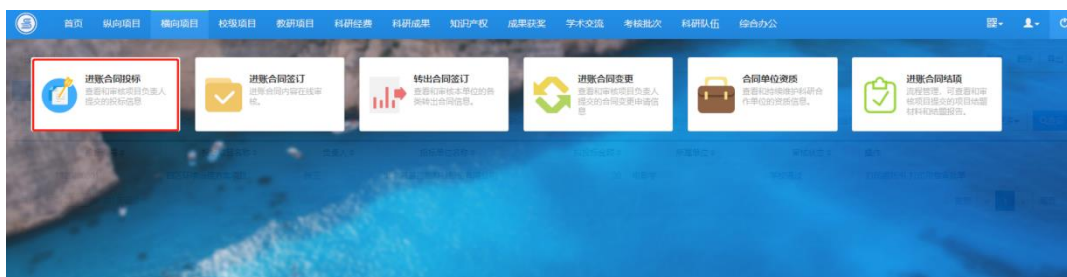 首页 纵向项目 横向项目 校级项目 教研项目 科研经费 科研成果 知识产权 成果获奖 学术交流 考核批次 科研队伍 综合办公
进账合同投标
查看和审核项目负责人
提交的投标信息
进账合同签订
进账合同内容在线审
核。
转出合同签订
查看和审核本单位的各
类转出合同信息。
进账合同变更
查看和审核项目负责人
提交的合同变更申请信
息
合同单位资质
查看和持续维护科研合
作单位的资质信息。
进账合同结项
流程管理，可查看和审
核项目提交的项目结题
材料和结题报告。